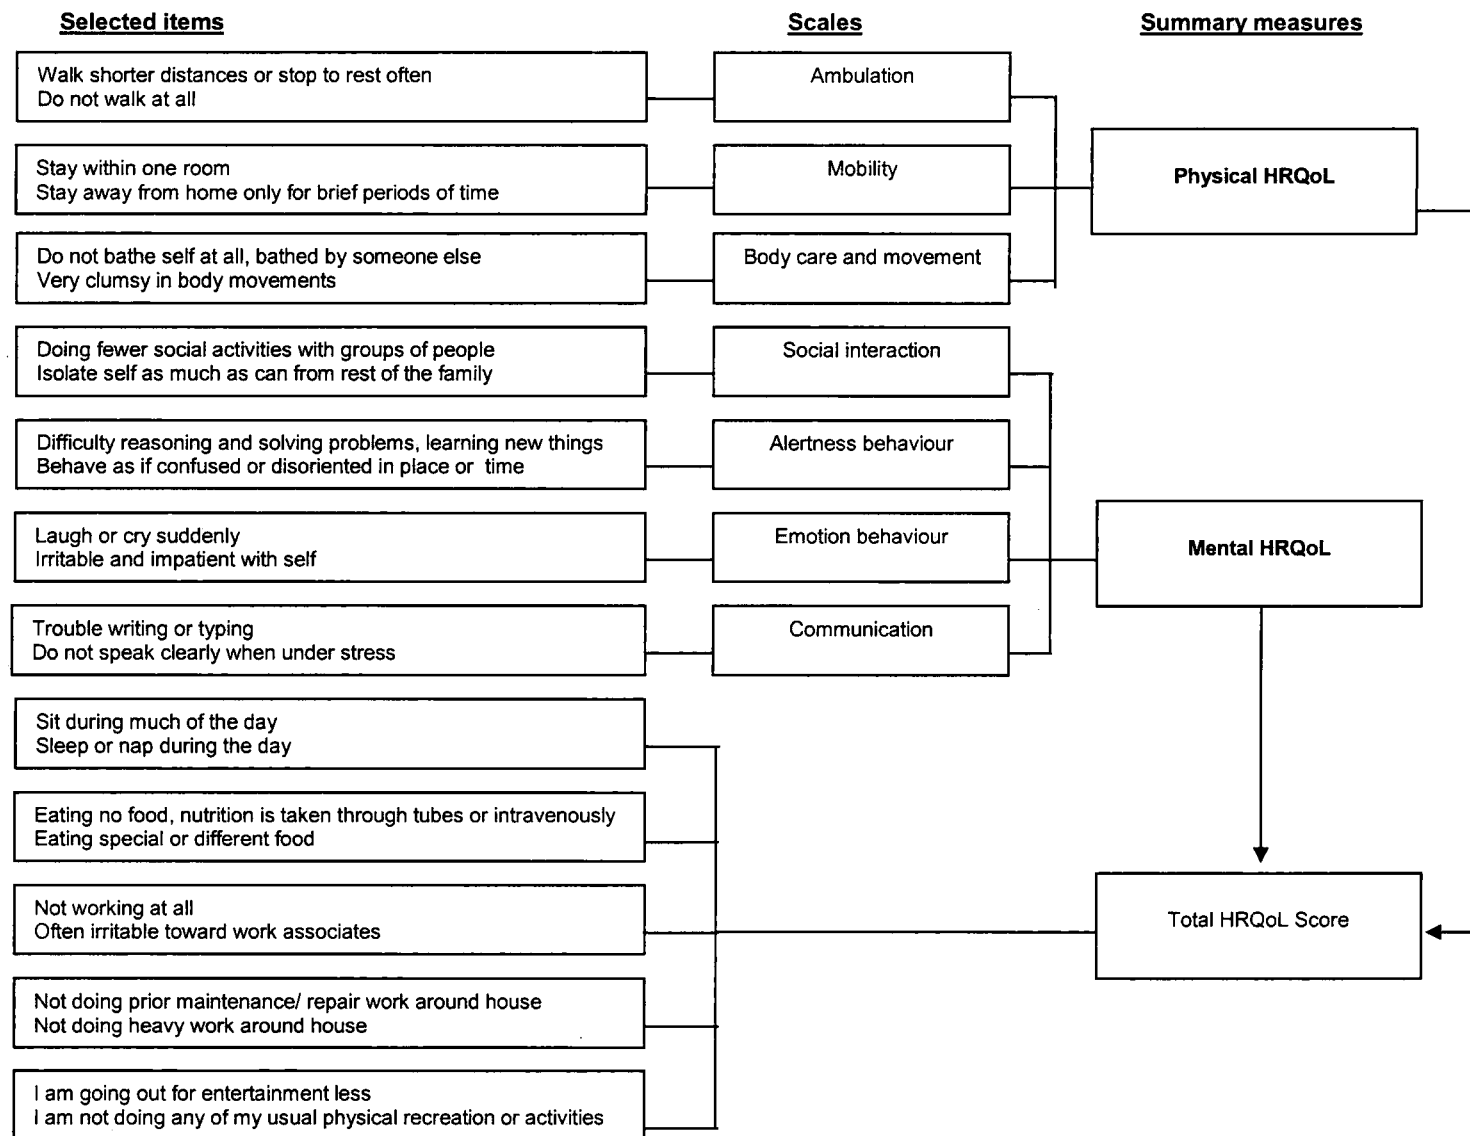 Selected items
Scales
Summary measures
Walk shorter distances or stop to rest often
Do not walk at all
Ambulation
Stay within one room
Stay away from home only for brief periods of time
Mobility
Physical HRQoL
Do not bathe self at all, bathed by someone else
Very clumsy in body movements
Body care and movement
Doing fewer social activities with groups of people
Isolate self as much as can from rest of the family
Social interaction
Difficulty reasoning and solving problems, learning new things
Behave as if confused or disoriented in place or time
Alertness behaviour
Laugh or cry suddenly
Irritable and impatient with self
Emotion behaviour
Mental HRQoL
Trouble writing or typing
Do not speak clearly when under stress
Communication
Sit during much of the day
Sleep or nap during the day
Eating no food, nutrition is taken through tubes or intravenously
Eating special or different food
Not working at all
Often irritable toward work associates
Total HRQoL Score
Not doing prior maintenance/ repair work around house
Not doing heavy work around house
I am going out for entertainment less
I am not doing any of my usual physical recreation or activities